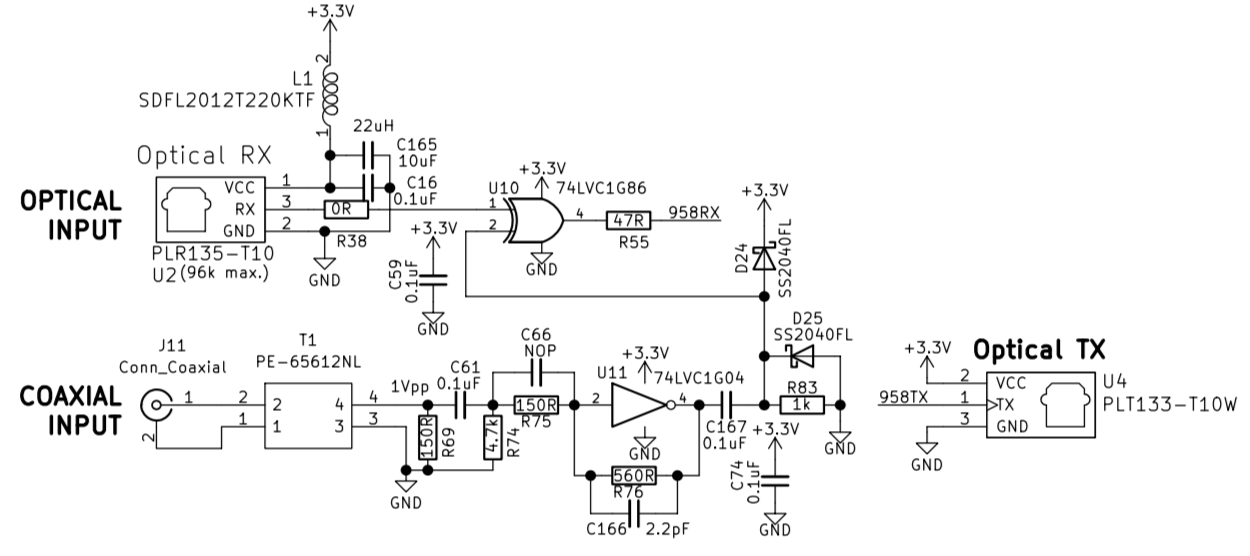 +3.3V
2
L1
SDFL2012T220KTF
1
22uH
C165
10uF
Optical RX
VCC 1
C16
0.1uF
OPTICAL
INPUT
RX 3
0R
GND 2
R38
PLR135-T10
U2 (96k max.)
GND
+3.3V
C59
0.1uF
GND
+3.3V
U10
74LVC1G86
1
2
4
47R
R55
958RX
GND
+3.3V
D24
SS2040FL
D25
SS2040FL
J11
Conn_Coaxial
T1
PE-65612NL
COAXIAL
INPUT
1
2
2 2
1 1
4 4
3 3
1Vpp
C61
0.1uF
C66
NOP
150R
R69
4.7k
R74
150R
R75
GND
+3.3V
U11
74LVC1G04
2
4
GND
560R
R76
C166
2.2pF
C167
0.1uF
R83
1k
GND
+3.3V
C74
0.1uF
GND
Optical TX
+3.3V
U4
PLT133-T10W
2 VCC
958TX
1 TX
3 GND
GND